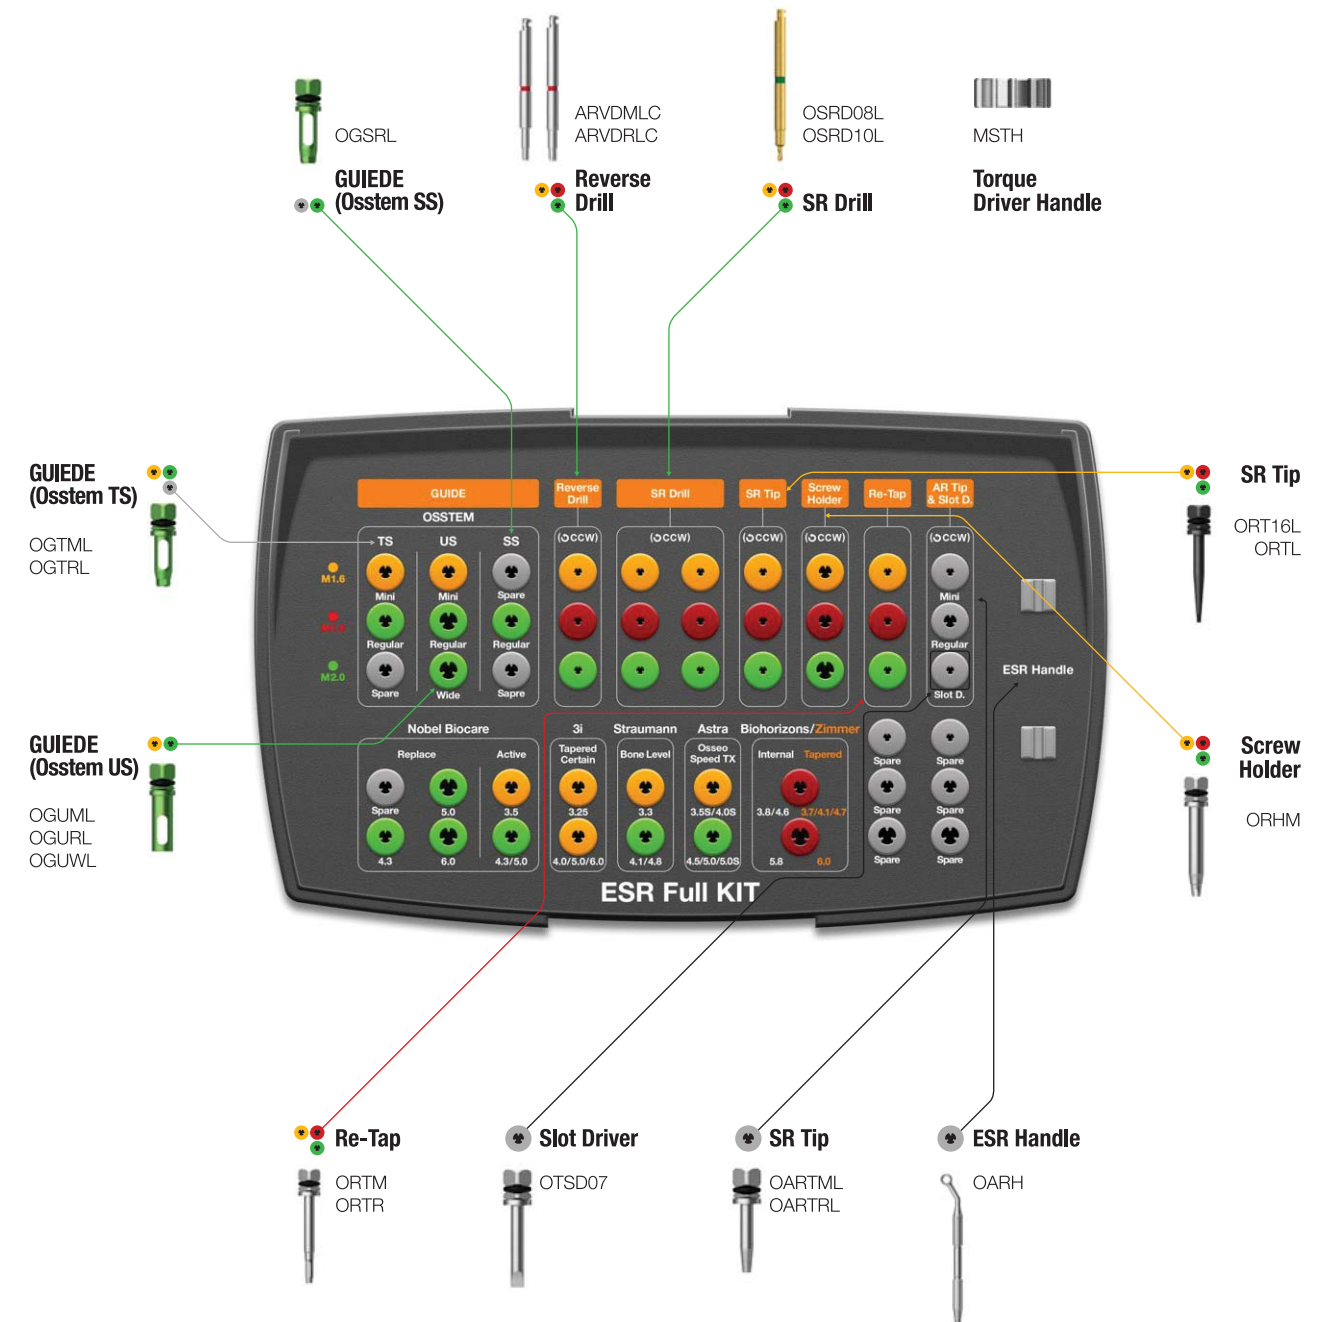 OGSRL
GUIEDE
(Osstem SS)
ARVDMLC
ARVDRLC
Reverse
Drill
OSRD08L
OSRD10L
SR Drill
MSTH
Torque
Driver Handle
GUIEDE
(Osstem TS)
OGTML
OGTRL
GUIEDE
(Osstem US)
OGUML
OGURL
OGUWL
SR Tip
ORT16L
ORTL
Screw
Holder
ORHM
GUIDE
Reverse
Drill
SR Drill
SR Tip
Screw
Holder
Re-Tap
AR Tip
& Slot D.
OSSTEM
TS US SS
(CCW) (CCW) (CCW) (CCW) (CCW)
M1.6
Mini Mini Spare Mini
Regular Regular Regular Regular
M2.0
Spare Wide Sapre Slot D.
ESR Handle
Nobel Biocare
Replace Active
Spare 5.0 3.5
4.3 6.0 4.3/5.0
3i
Tapered
Certain
3.25
4.0/5.0/6.0
Straumann
Bone Level
3.3
4.1/4.8
Astra
Osseo
Speed TX
3.5S/4.0S
4.5/5.0/5.0S
Biohorizons/Zimmer
Internal Tapered
3.8/4.6 3.7/4.1/4.7
5.8 6.0
Spare Spare
Spare Spare
Spare Spare
ESR Full KIT
Re-Tap
ORTM
ORTR
Slot Driver
OTSD07
SR Tip
OARTML
OARTRL
ESR Handle
OARH